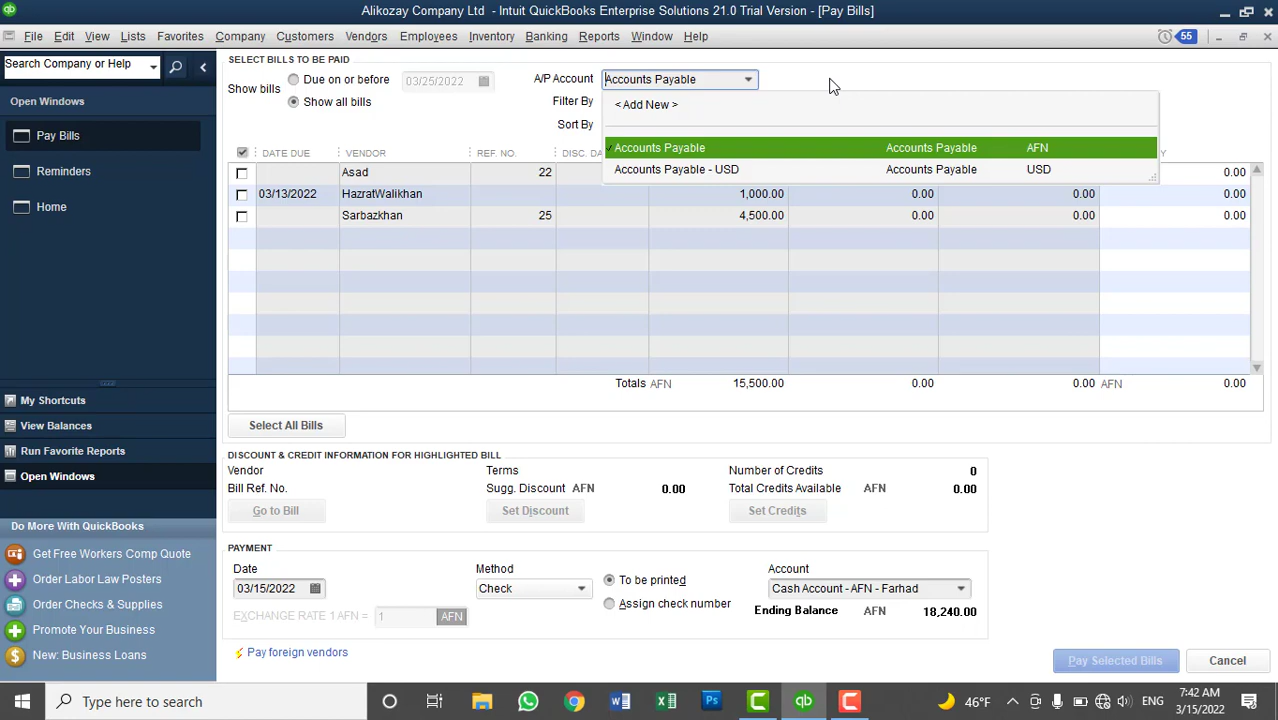 Alikozay Company Ltd - Intuit QuickBooks Enterprise Solutions 21.0 Trial Version - [Pay Bills]
File Edit View Lists Favorites Company Customers Vendors Employees Inventory Banking Reports Window Help 55
Search Company or Help
Open Windows
Pay Bills
Reminders
Home
My Shortcuts
View Balances
Run Favorite Reports
Open Windows
Do More With QuickBooks
Get Free Workers Comp Quote
Order Labor Law Posters
Order Checks & Supplies
Promote Your Business
New: Business Loans
SELECT BILLS TO BE PAID
Show bills
Due on or before 03/25/2022
Show all bills
A/P Account Accounts Payable
Filter By
Sort By
< Add New >
Accounts Payable Accounts Payable AFN
Accounts Payable - USD Accounts Payable USD
DATE DUE VENDOR REF. NO. DISC. DA Y
Asad 22 0.00
03/13/2022 HazratWalikhan 1,000.00 0.00 0.00 0.00
Sarbazkhan 25 4,500.00 0.00 0.00 0.00
Totals AFN 15,500.00 0.00 0.00 AFN 0.00
Select All Bills
DISCOUNT & CREDIT INFORMATION FOR HIGHLIGHTED BILL
Vendor Terms Number of Credits 0
Bill Ref. No. Sugg. Discount AFN 0.00 Total Credits Available AFN 0.00
Go to Bill Set Discount Set Credits
PAYMENT
Date Method Account
03/15/2022 Check To be printed Cash Account - AFN - Farhad
EXCHANGE RATE 1 AFN = 1 AFN Assign check number Ending Balance AFN 18,240.00
Pay foreign vendors
Pay Selected Bills Cancel
Type here to search 46°F ENG 7:42 AM
3/15/2022